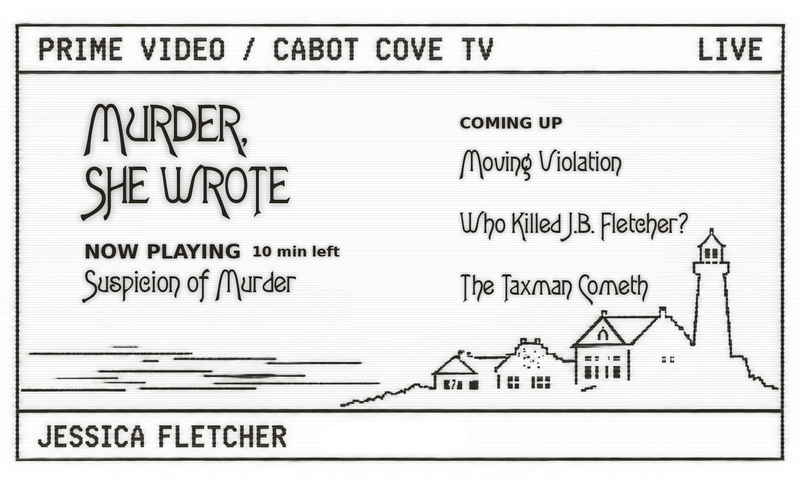 PRIME VIDEO / CABOT COVE TV
LIVE
MURDER,
SHE WROTE
NOW PLAYING 10 min left
Suspicion of Murder
COMING UP
Moving Violation
Who Killed J.B. Fletcher?
The Taxman Cometh
JESSICA FLETCHER